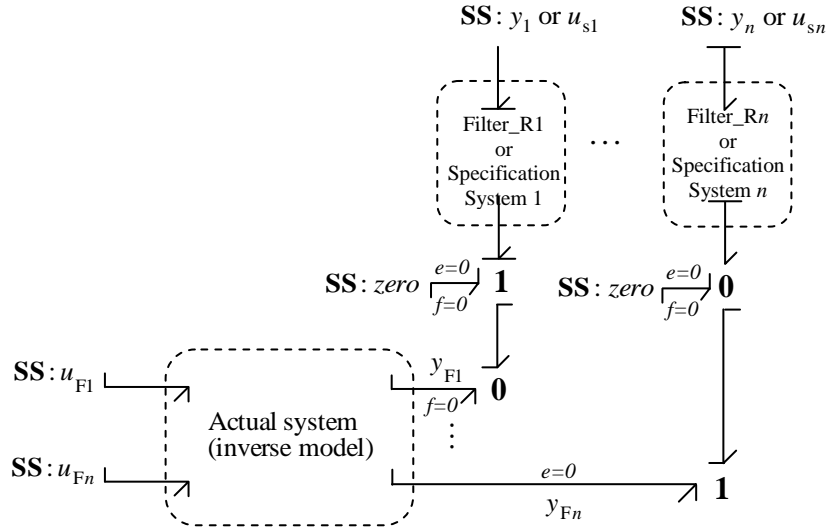 SS: y1 or us1
SS: yn or usn
Filter_R1
or
Specification
System 1
...
Filter_Rn
or
Specification
System n
SS: zero
e=0
f=0
1
SS: zero
e=0
f=0
0
SS: uF1
yF1
f=0
0
Actual system
(inverse model)
⋮
SS: uFn
e=0
yFn
1